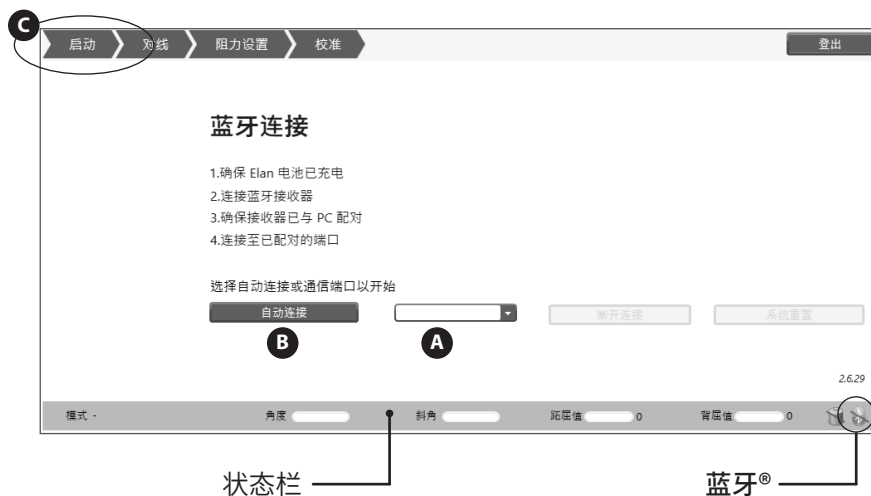 C
启动 对线 阻力设置 校准 登出
蓝牙连接
1.确保 Elan 电池已充电
2.连接蓝牙接收器
3.确保接收器已与 PC 配对
4.连接至已配对的端口
选择自动连接或通信端口以开始
自动连接 断开连接 系统重置
B A
2.6.29
模式 - 角度 斜角 跖屈值 0 背屈值 0
状态栏 蓝牙®